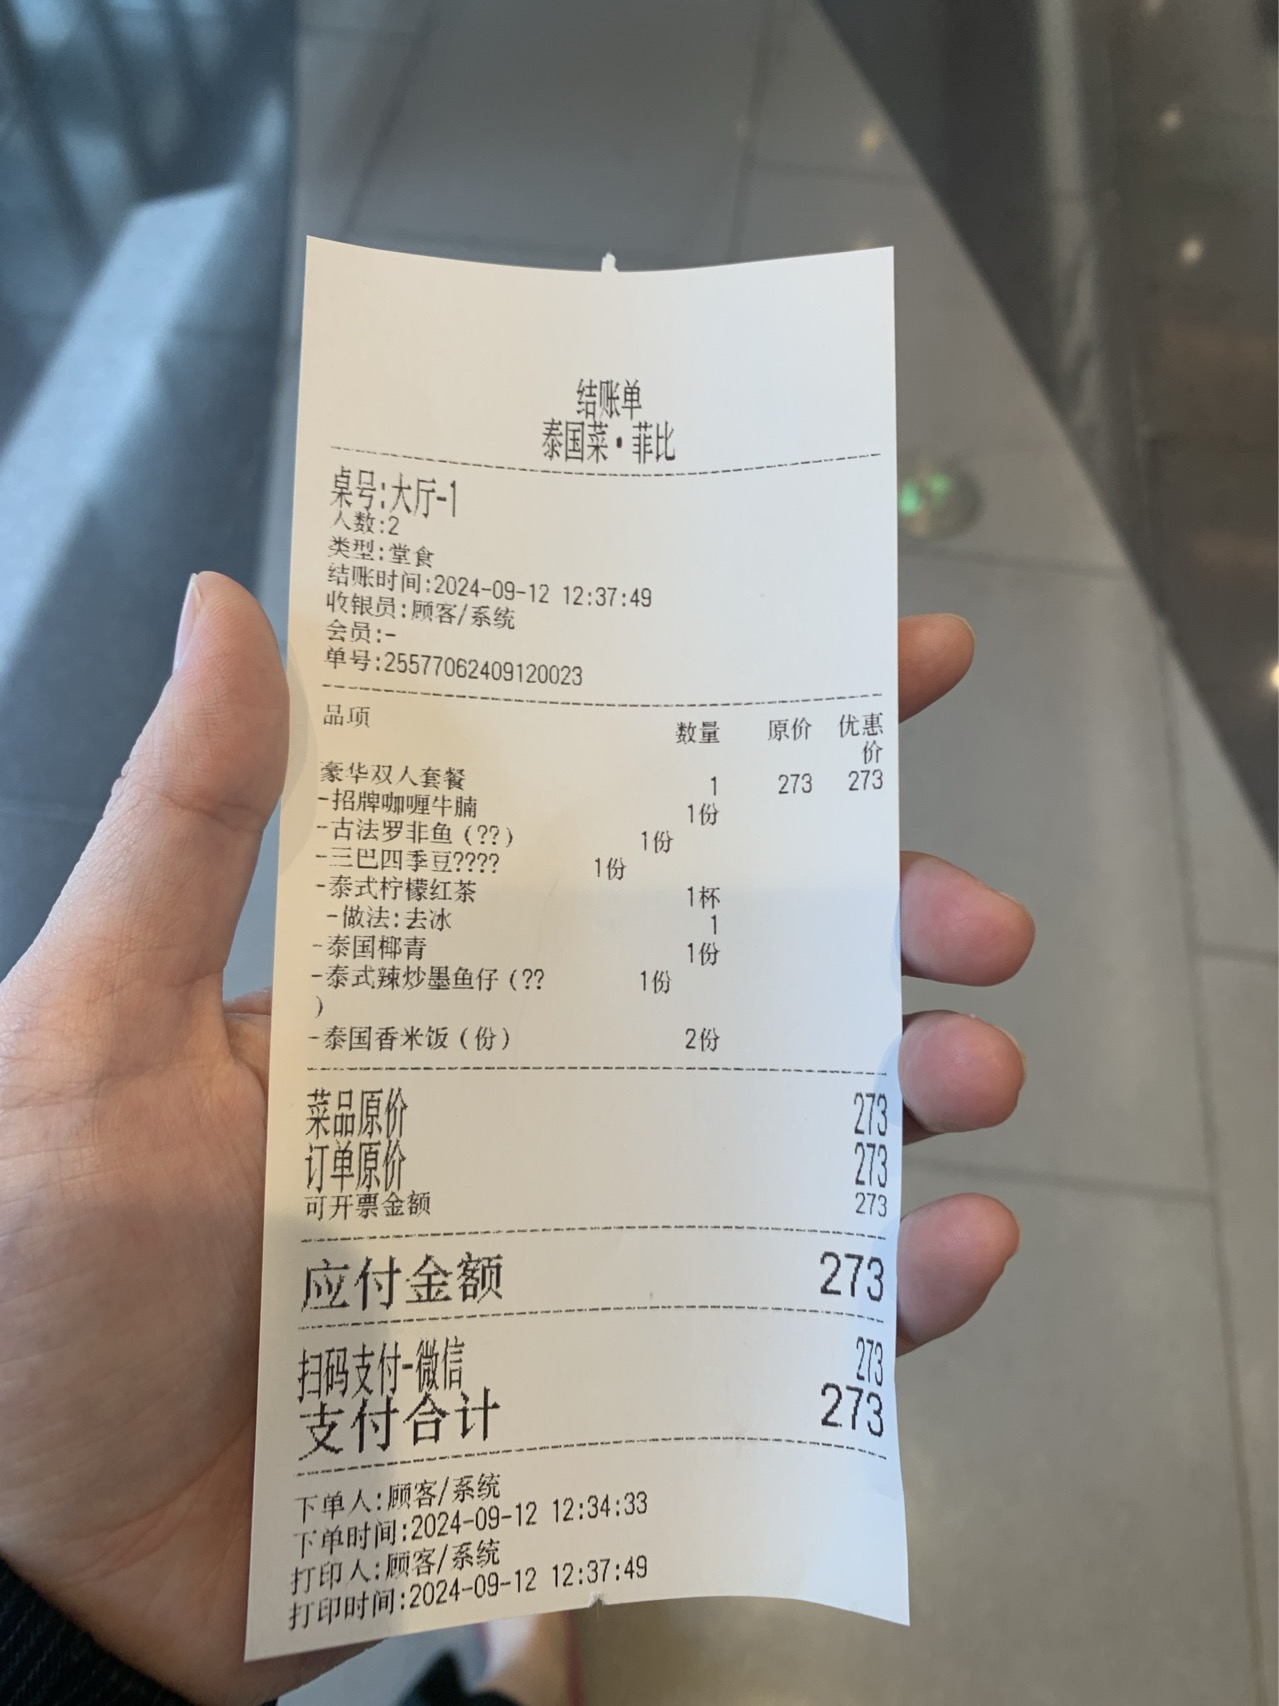 结账单
泰国菜·菲比
桌号:大厅-1
人数:2
类型:堂食
结账时间:2024-09-12 12:37:49
收银员:顾客/系统
会员:-
单号:25577062409120023
品项 数量 原价 优惠
价
豪华双人套餐 1 273 273
-招牌咖喱牛腩 1份
-古法罗非鱼(??) 1份
-三巴四季豆???? 1份
-泰式柠檬红茶 1杯
-做法:去冰 1
-泰国椰青 1份
-泰式辣炒墨鱼仔(?? 1份
)
-泰国香米饭(份) 2份
菜品原价 273
订单原价 273
可开票金额 273
应付金额 273
扫码支付-微信 273
支付合计 273
下单人:顾客/系统
下单时间:2024-09-12 12:34:33
打印人:顾客/系统
打印时间:2024-09-12 12:37:49